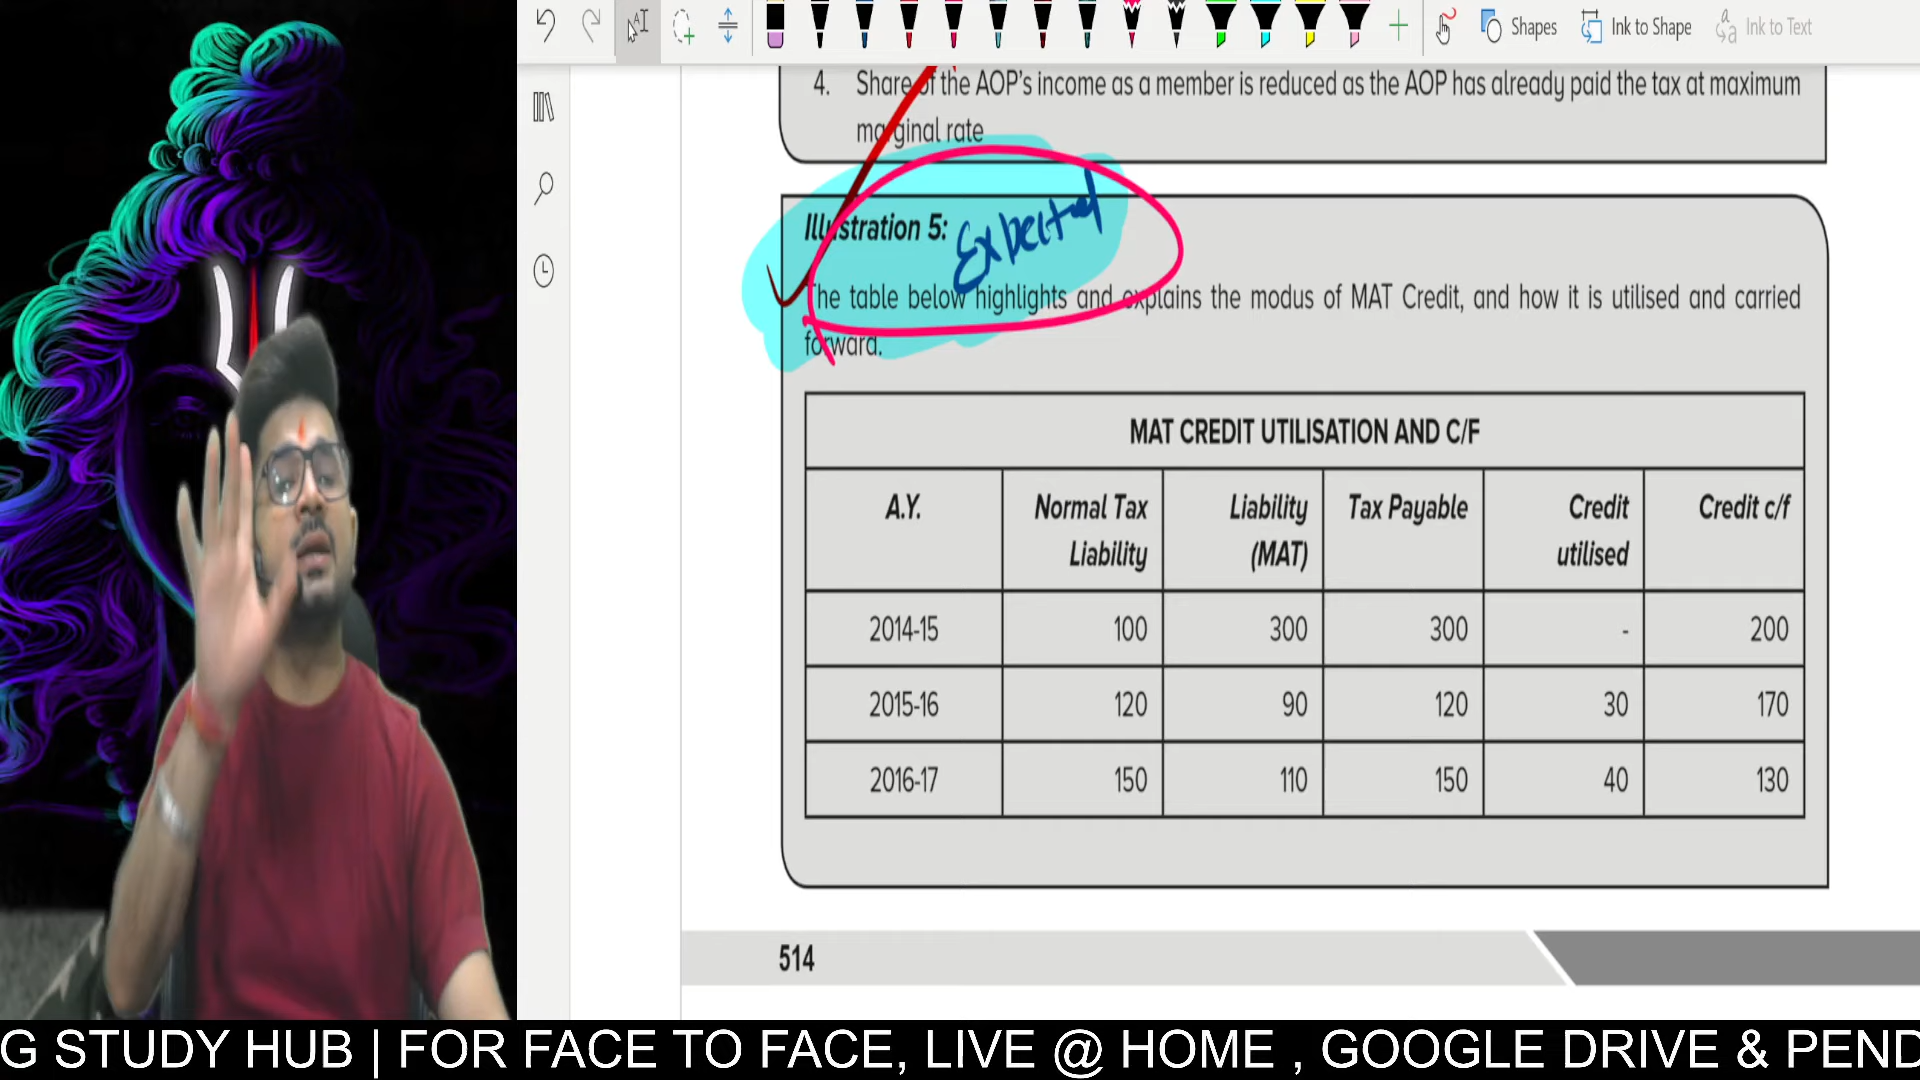 Shapes
Ink to Shape
Ink to Text
4. Share of the AOP's income as a member is reduced as the AOP has already paid the tax at maximum
marginal rate
Illustration 5:
Expected
The table below highlights and explains the modus of MAT Credit, and how it is utilised and carried
forward.
MAT CREDIT UTILISATION AND C/F
A.Y. Normal Tax Liability Liability (MAT) Tax Payable Credit utilised Credit c/f
2014-15 100 300 300 - 200
2015-16 120 90 120 30 170
2016-17 150 110 150 40 130
514
G STUDY HUB | FOR FACE TO FACE, LIVE @ HOME , GOOGLE DRIVE & PEND